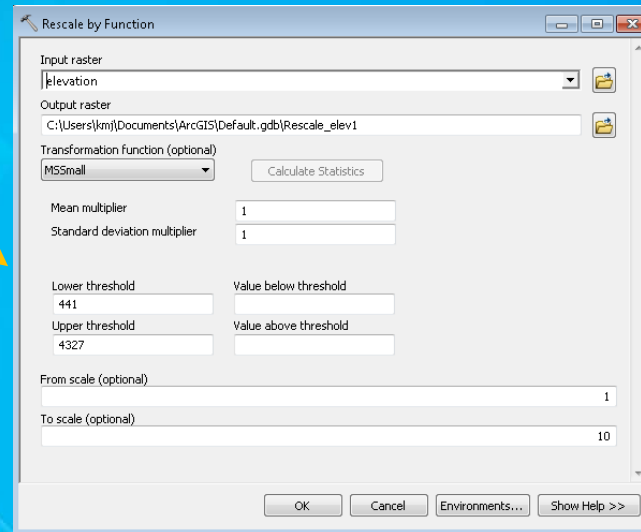 Rescale by Function
Input raster
elevation
Output raster
C:\Users\kmj\Documents\ArcGIS\Default.gdb\Rescale_elev1
Transformation function (optional)
MSSmall Calculate Statistics
Mean multiplier 1
Standard deviation multiplier 1
Lower threshold Value below threshold
441
Upper threshold Value above threshold
4327
From scale (optional)
1
To scale (optional)
10
OK Cancel Environments... Show Help >>